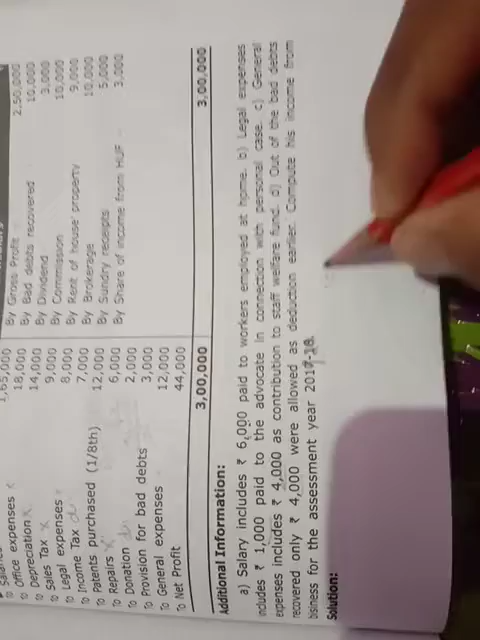 1,65,000 By Gross Profit 2,50,000
To Office expenses 18,000 By Bad debts recovered 10,000
To Depreciation 14,000 By Dividend 3,000
To Sales Tax 9,000 By Commission 10,000
To Legal expenses 8,000 By Rent of house property 9,000
To Income Tax 7,000 By Brokerage 10,000
To Patents purchased (1/8th) 12,000 By Sundry receipts 5,000
To Repairs 6,000 By Share of income from HUF 3,000
To Donation 2,000
To Provision for bad debts 3,000
To General expenses 12,000
To Net Profit 44,000
3,00,000 3,00,000
Additional Information:
a) Salary includes ₹ 6,000 paid to workers employed at home. b) Legal expenses
includes ₹ 1,000 paid to the advocate in connection with personal case. c) General
expenses includes ₹ 4,000 as contribution to staff welfare fund. d) Out of the bad debts
recovered only ₹ 4,000 were allowed as deduction earlier. Compute his income from
business for the assessment year
Solution: